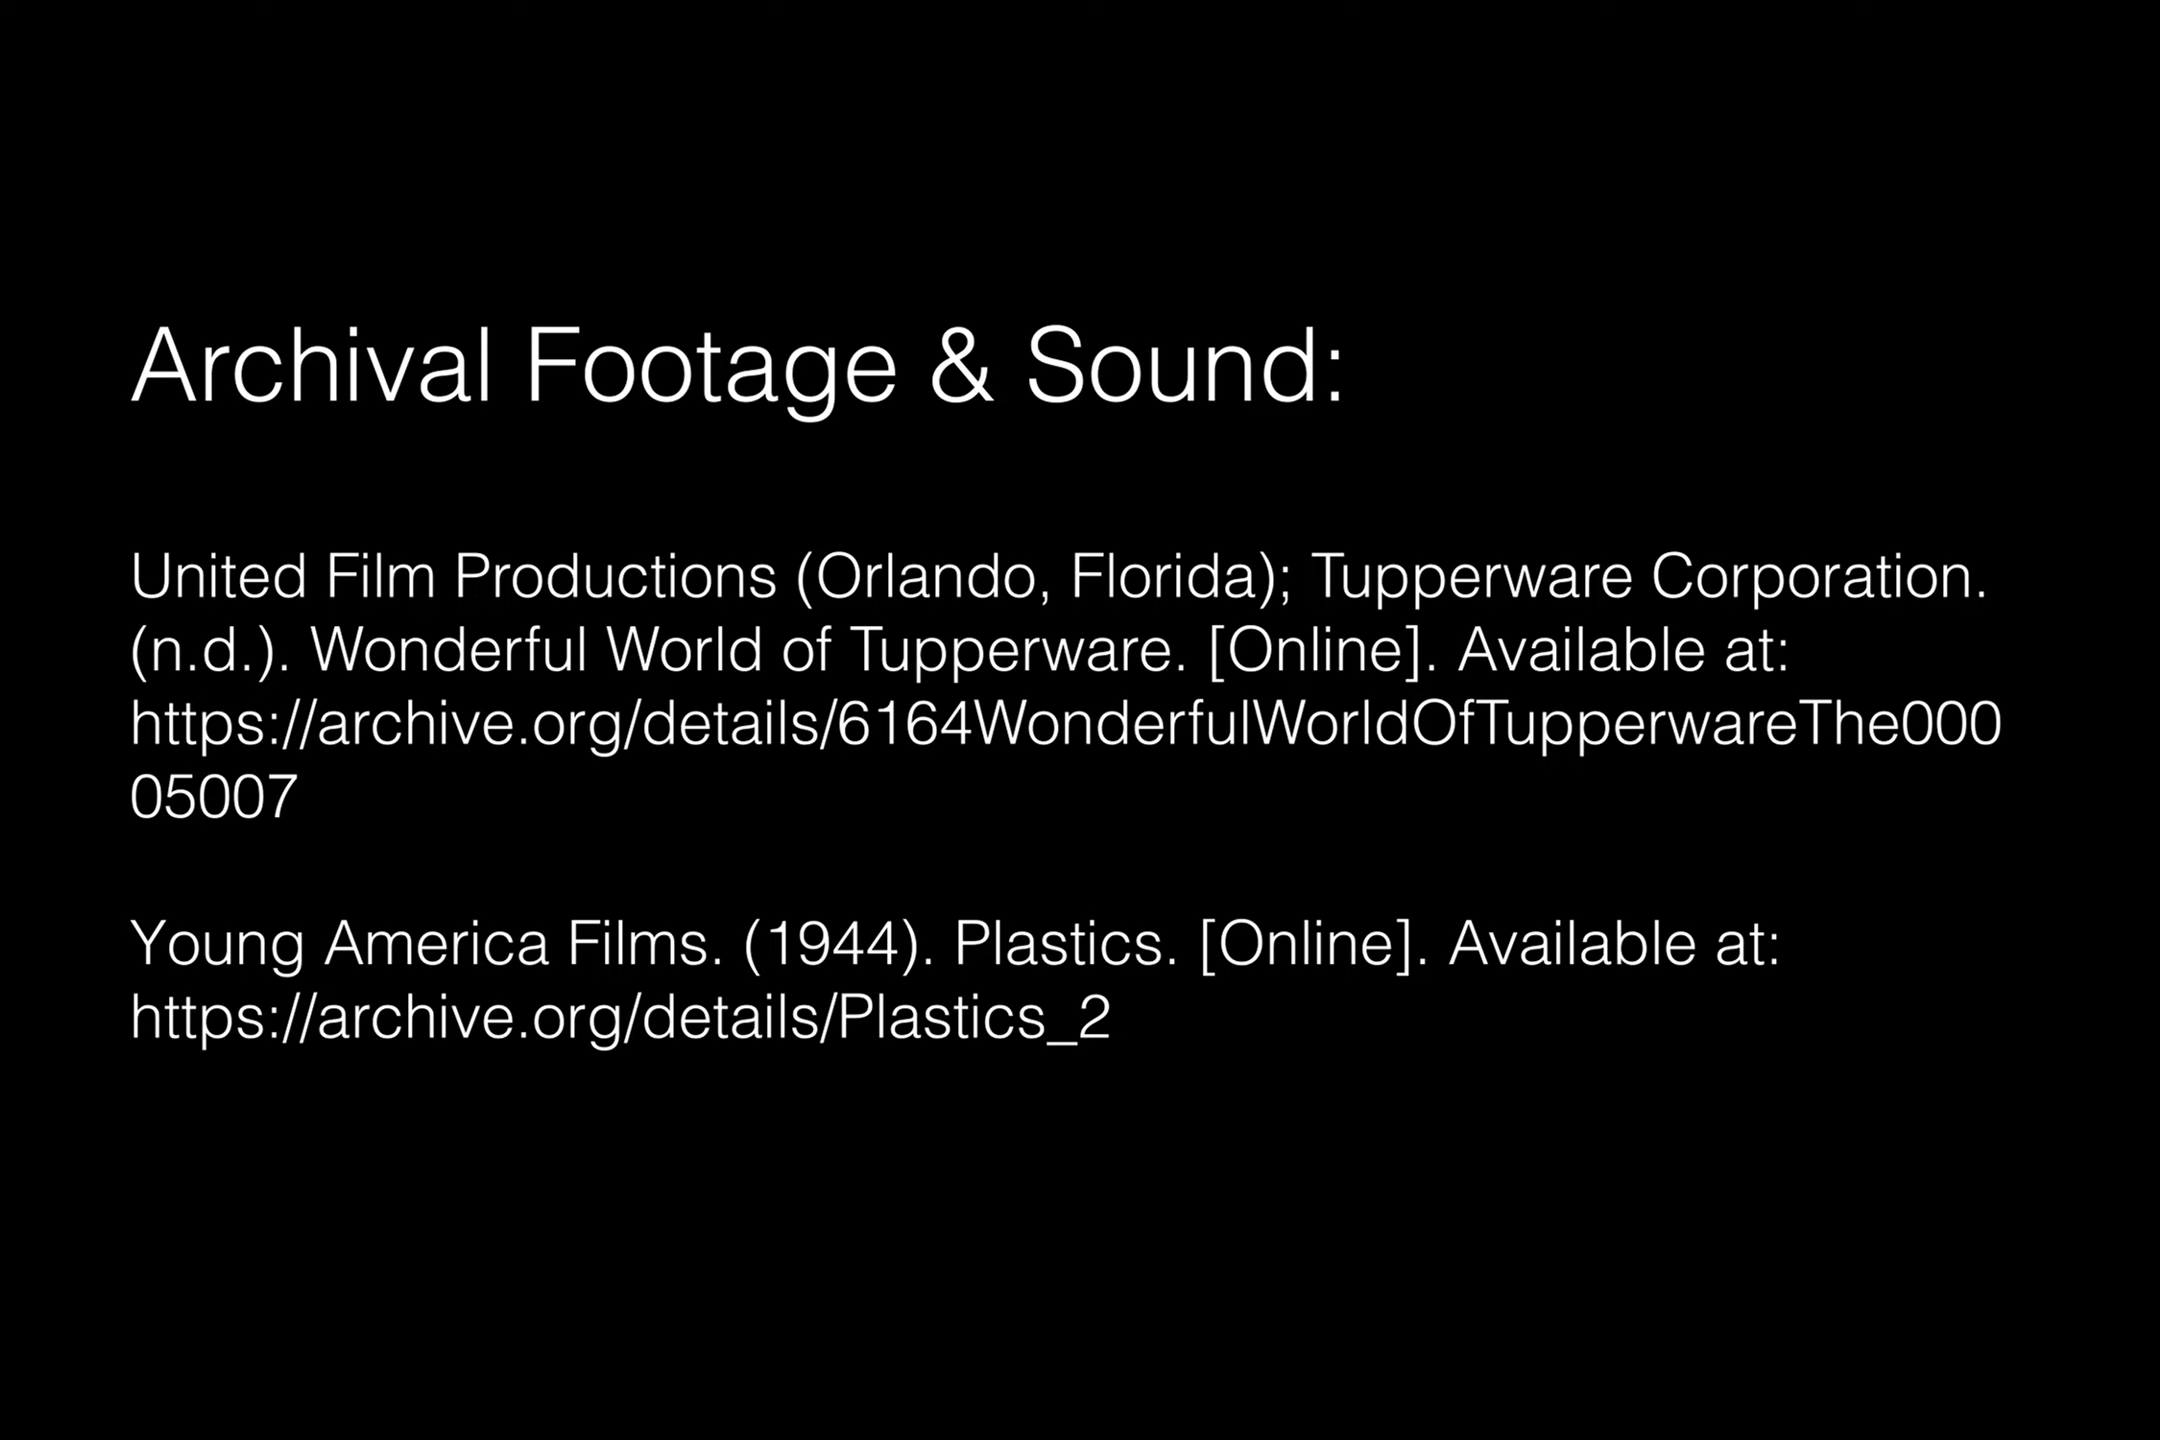 Archival Footage & Sound:
United Film Productions (Orlando, Florida); Tupperware Corporation.
(n.d.). Wonderful World of Tupperware. [Online]. Available at:
https://archive.org/details/6164WonderfulWorldOfTupperwareThe000
05007
Young America Films. (1944). Plastics. [Online]. Available at:
https://archive.org/details/Plastics_2